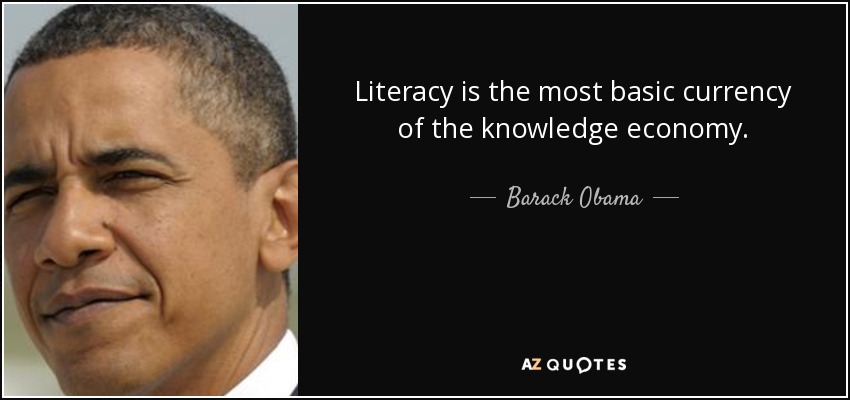 Literacy is the most basic currency
of the knowledge economy.
Barack Obama
AZ QUOTES